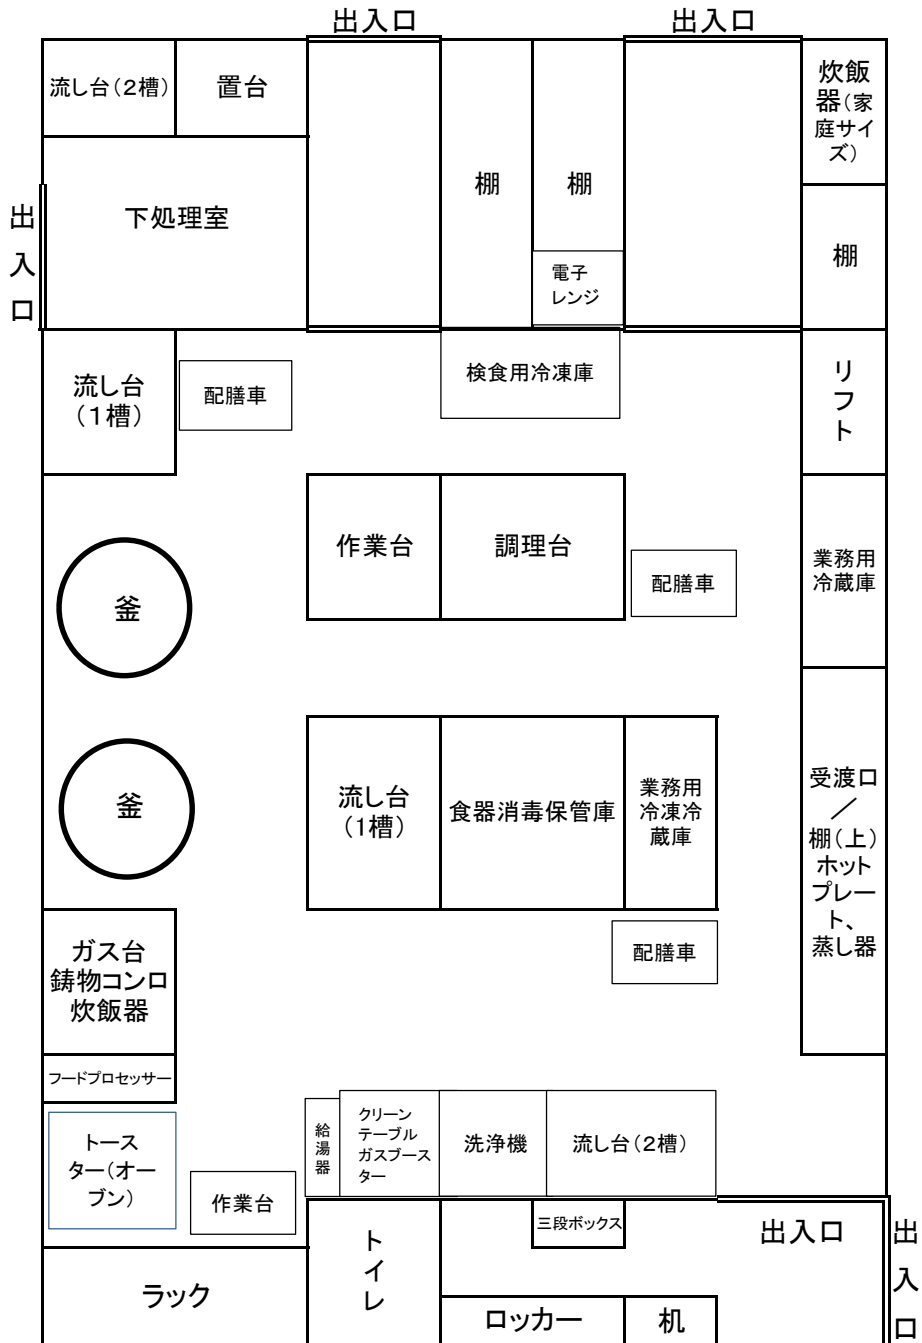 出入口
出入口
流し台(2槽)
置台
棚
棚
炊飯
器(家
庭サイ
ズ)
下処理室
出
入
口
電子
レンジ
棚
流し台
(1槽)
配膳車
検食用冷凍庫
リ
フ
ト
作業台
調理台
配膳車
業務用
冷蔵庫
釜
釜
流し台
(1槽)
食器消毒保管庫
業務用
冷凍冷
蔵庫
受渡口
/
棚(上)
ホット
プレー
ト、
蒸し器
ガス台
鋳物コンロ
炊飯器
配膳車
フードプロセッサー
トース
ター(オー
ブン)
作業台
給
湯
器
クリーン
テーブル
ガスブース
ター
洗浄機
流し台(2槽)
ラック
ト
イ
レ
三段ボックス
ロッカー
机
出入口
出
入
口